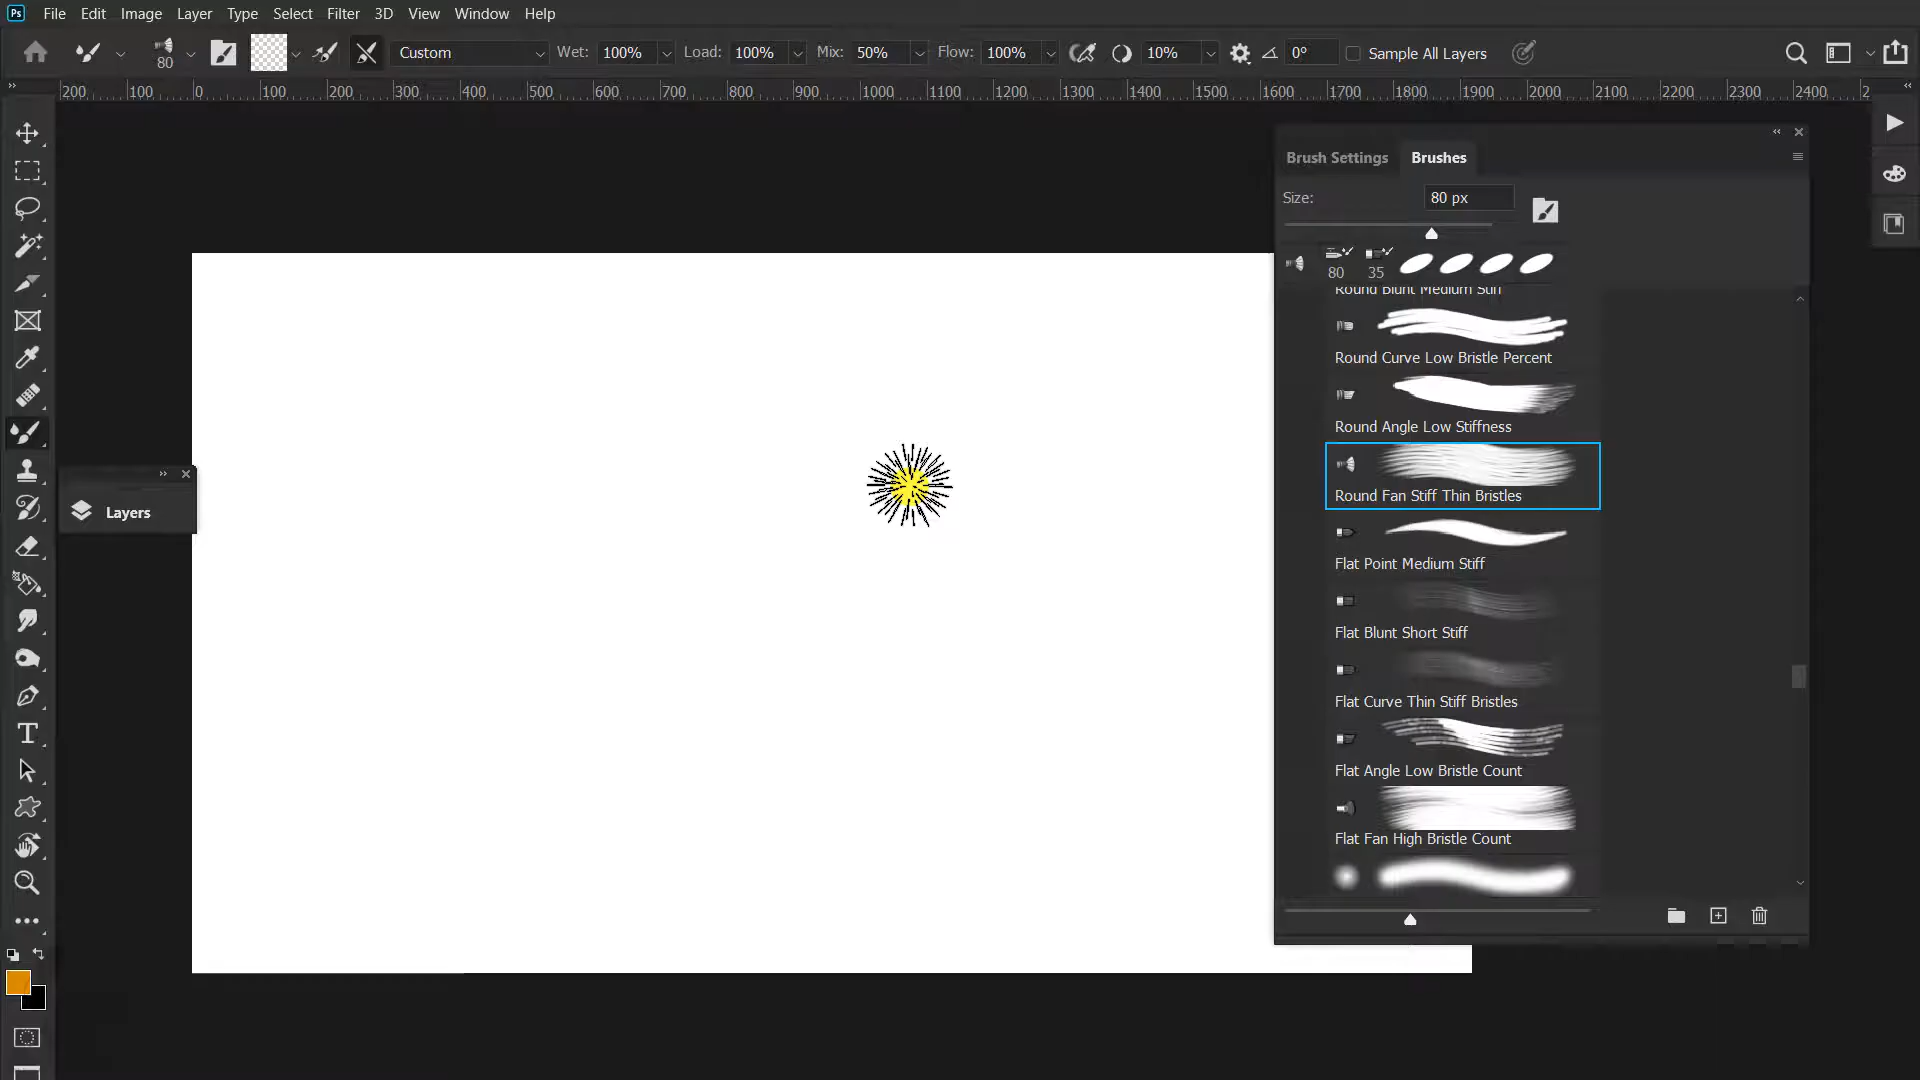 Ps File Edit Image Layer Type Select Filter 3D View Window Help
80 Custom Wet: 100% Load: 100% Mix: 50% Flow: 100% 10% 0° Sample All Layers
200 100 0 100 200 300 400 500 600 700 800 900 1000 1100 1200 1300 1400 1500 1600 1700 1800 1900 2000 2100 2200 2300 2400 2
Brush Settings Brushes
Size: 80 px
80 35
Round Blunt Medium Stiff
Round Curve Low Bristle Percent
Round Angle Low Stiffness
Round Fan Stiff Thin Bristles
Layers
Flat Point Medium Stiff
Flat Blunt Short Stiff
Flat Curve Thin Stiff Bristles
Flat Angle Low Bristle Count
Flat Fan High Bristle Count